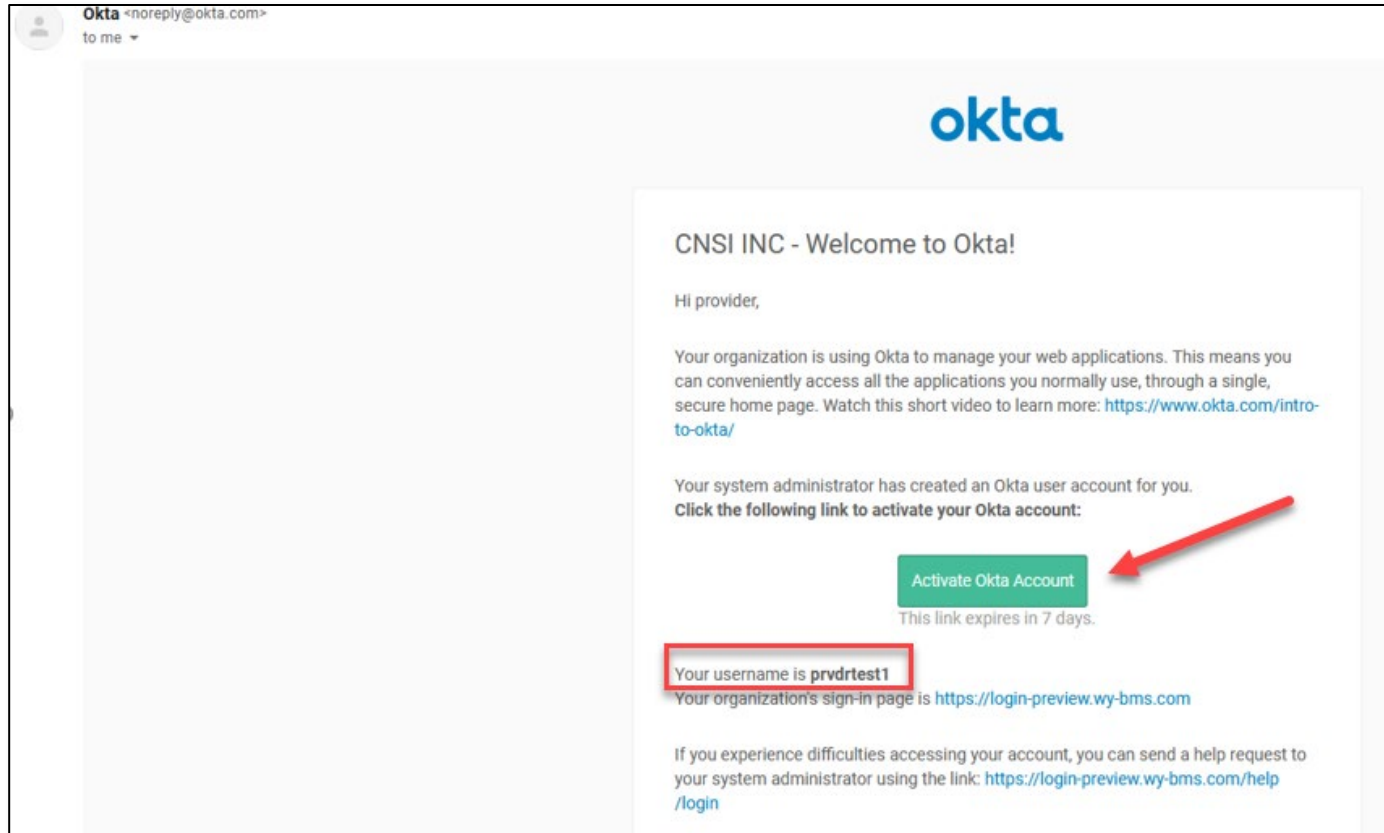 Okta <noreply@okta.com>
to me
okta
CNSI INC - Welcome to Okta!
Hi provider,
Your organization is using Okta to manage your web applications. This means you
can conveniently access all the applications you normally use, through a single,
secure home page. Watch this short video to learn more: https://www.okta.com/intro-
to-okta/
Your system administrator has created an Okta user account for you.
Click the following link to activate your Okta account:
Activate Okta Account
This link expires in 7 days.
Your username is prvdrtest1
Your organization's sign-in page is https://login-preview.wy-bms.com
If you experience difficulties accessing your account, you can send a help request to
your system administrator using the link: https://login-preview.wy-bms.com/help
/login